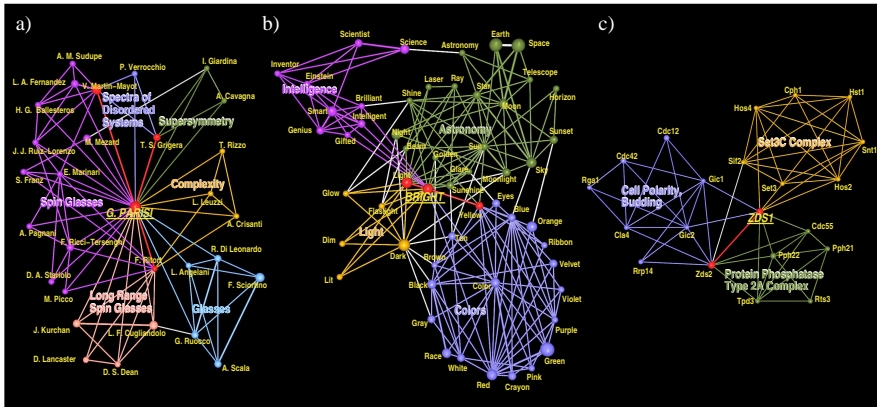 a)
A. M. Sudupe
P. Verrocchio
I. Giardina
L. A. Fernandez
V. Martin-Mayot
Spectra of
Disordered
Systems
A. Cavagna
H. G. Ballesteros
Supersymmetry
M. Mezard
T. S. Grigera
J. J. Ruiz-Lorenzo
T. Rizzo
S. Franz
E. Marinari
Complexity
Spin Glasses
L. Leuzzi
G. PARISI
A. Crisanti
A. Pagnani
F. Ricci-Tersenghi
R. Di Leonardo
F. Ritort
L. Angelani
D. A. Stariolo
F. Sciortino
M. Picco
Long Range
Spin Glasses
Glasses
J. Kurchan
L. F. Cugliandolo
G. Ruocco
D. Lancaster
D. S. Dean
A. Scala
b)
Scientist
Science
Earth
Space
Astronomy
Inventor
Einstein
Laser
Ray
Star
Telescope
Intelligence
Brilliant
Shine
Moon
Horizon
Smart
Intelligent
Genius
Gifted
Night
Astronomy
Sunset
Beam
Golden
Sun
Glare
Sky
Light
Moonlight
Glow
BRIGHT
Sunshine
Eyes
Flashlight
Yellow
Blue
Orange
Light
Dim
Tan
Ribbon
Dark
Brown
Velvet
Lit
Black
Color
Violet
Colors
Gray
Purple
Race
White
Green
Red
Pink
Crayon
c)
Cph1
Hst1
Hos4
Cdc12
Set3C Complex
Snt1
Cdc42
Sif2
Rga1
Gic1
Set3
Hos2
Cell Polarity,
Budding
ZDS1
Cla4
Gic2
Cdc55
Pph22
Pph21
Rrp14
Zds2
Protein Phosphatase
Type 2A Complex
Tpd3
Rts3